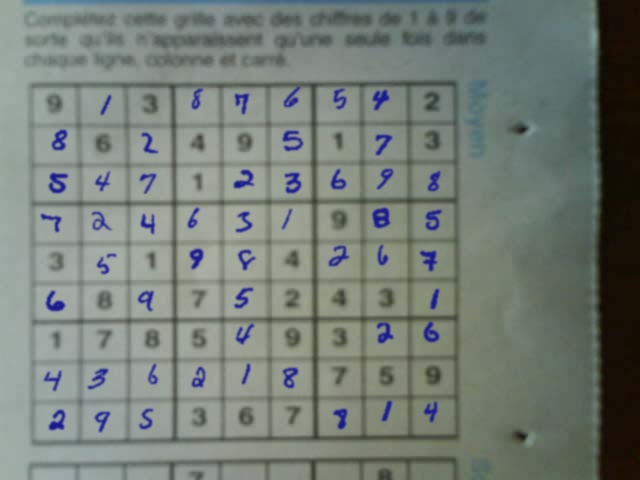 Complétez cette grille avec des chiffres de 1 à 9 de
sorte qu'ils n'apparaissent qu'une seule fois dans
chaque ligne, colonne et carré.
Moyen
9 1 3 8 7 6 5 4 2
8 6 2 4 9 5 1 7 3
5 4 7 1 2 3 6 9 8
7 2 4 6 3 1 9 8 5
3 5 1 9 8 4 2 6 7
6 8 9 7 5 2 4 3 1
1 7 8 5 4 9 3 2 6
4 3 6 2 1 8 7 5 9
2 9 5 3 6 7 8 1 4
7 8